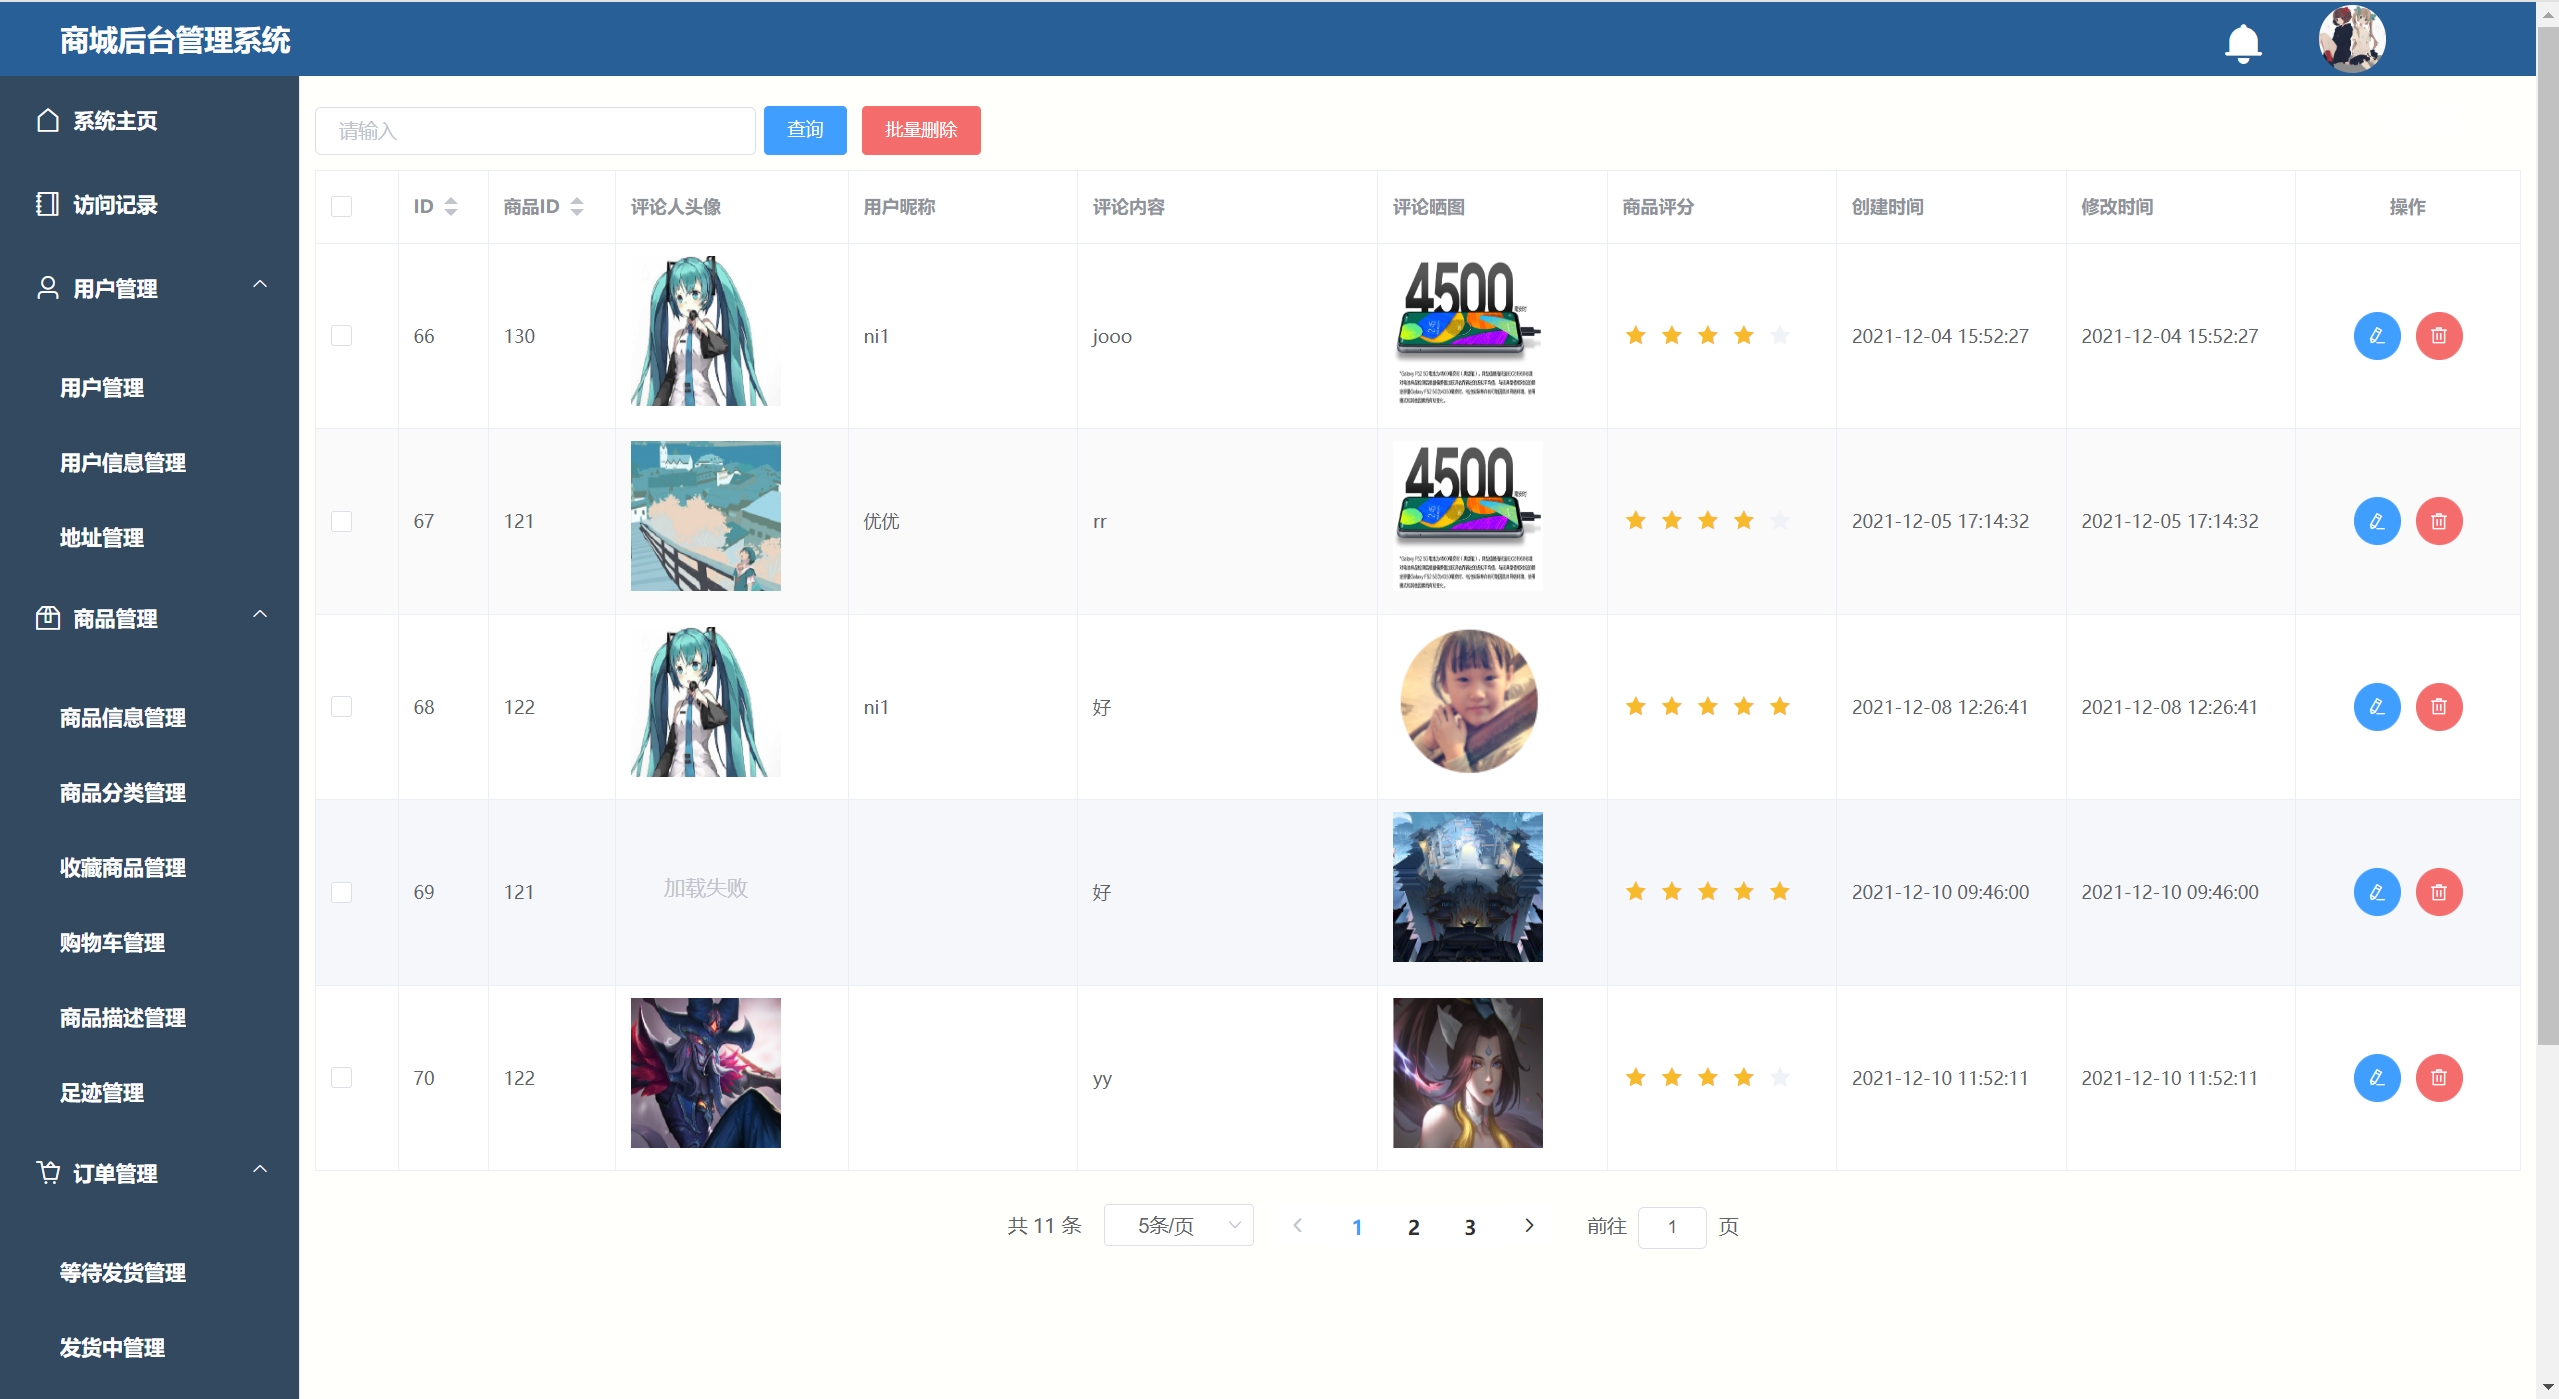 商城后台管理系统
系统主页
访问记录
用户管理
用户管理
用户信息管理
地址管理
商品管理
商品信息管理
商品分类管理
收藏商品管理
购物车管理
商品描述管理
足迹管理
订单管理
等待发货管理
发货中管理
请输入 查询 批量删除
ID 商品ID 评论人头像 用户昵称 评论内容 评论晒图 商品评分 创建时间 修改时间 操作
66 130 ni1 jooo 4500 2021-12-04 15:52:27 2021-12-04 15:52:27
67 121 优优 rr 4500 2021-12-05 17:14:32 2021-12-05 17:14:32
68 122 ni1 好 2021-12-08 12:26:41 2021-12-08 12:26:41
69 121 加载失败 好 2021-12-10 09:46:00 2021-12-10 09:46:00
70 122 yy 2021-12-10 11:52:11 2021-12-10 11:52:11
共 11 条 5条/页 1 2 3 前往 1 页